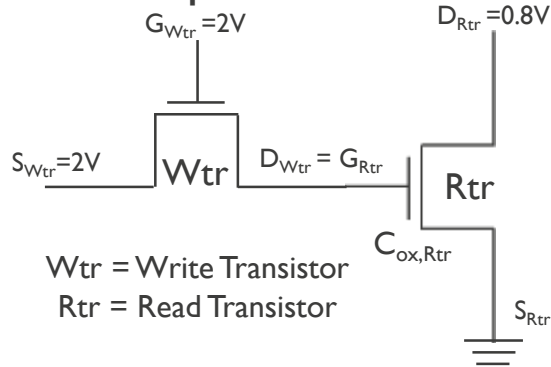 G_Wtr =2V
D_Rtr =0.8V
S_Wtr=2V
Wtr
D_Wtr = G_Rtr
Rtr
C_ox,Rtr
Wtr = Write Transistor
Rtr = Read Transistor
S_Rtr